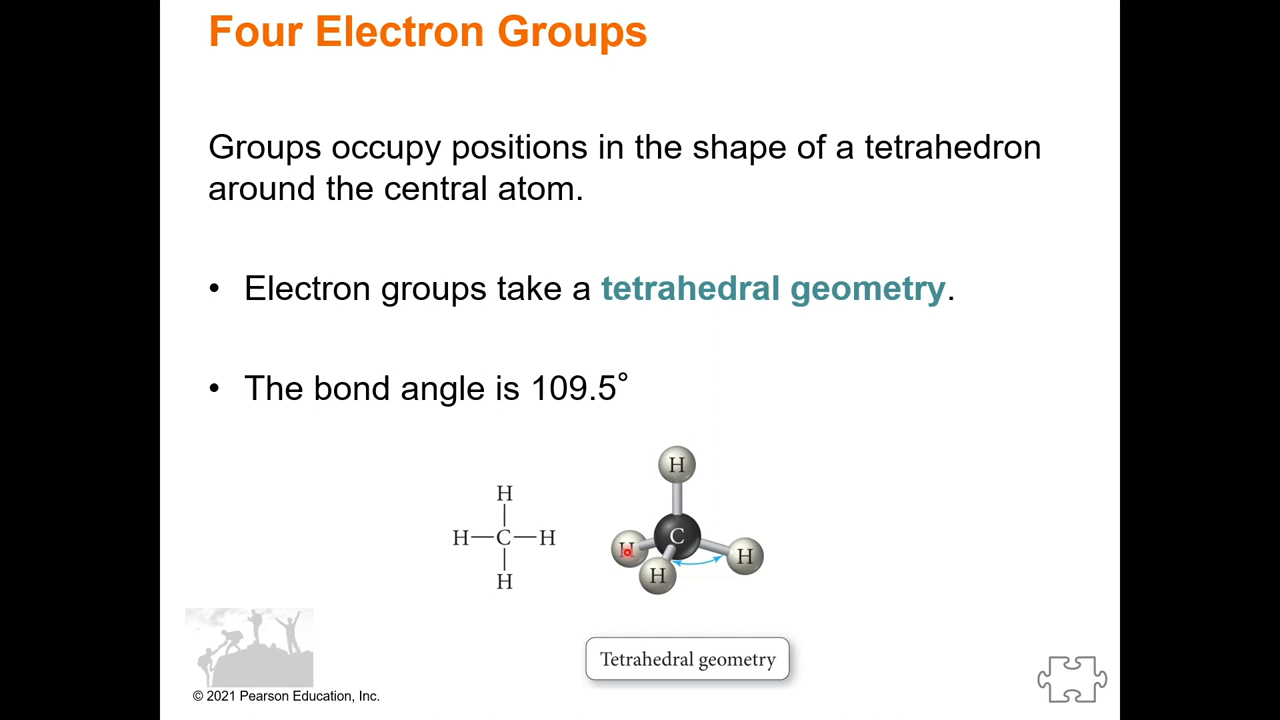 Four Electron Groups
Groups occupy positions in the shape of a tetrahedron
around the central atom.
• Electron groups take a tetrahedral geometry.
• The bond angle is 109.5°
H
H—C—H
H
H
C
H
H
H
Tetrahedral geometry
© 2021 Pearson Education, Inc.